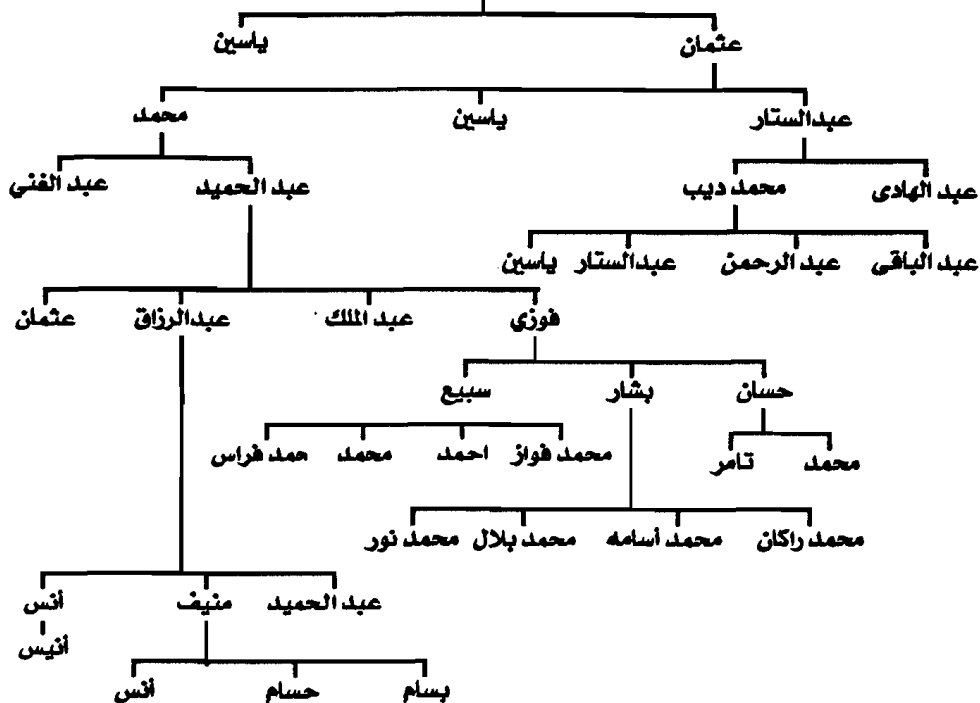 عثمان ياسين
عبدالستار ياسين محمد
عبد الهادى محمد ديب عبد الحميد عبد الفني
عبد الباقى عبد الرحمن عبدالستار ياسين
فوزي عبد الملك عبدالرزاق عثمان
حسان بشار سبيع
محمد تامر محمد فواز احمد محمد حمد فراس
محمد راكان محمد أسامه محمد بلال محمد نور
عبد الحميد منيف أنس
أنيس
بسام حسام أنس